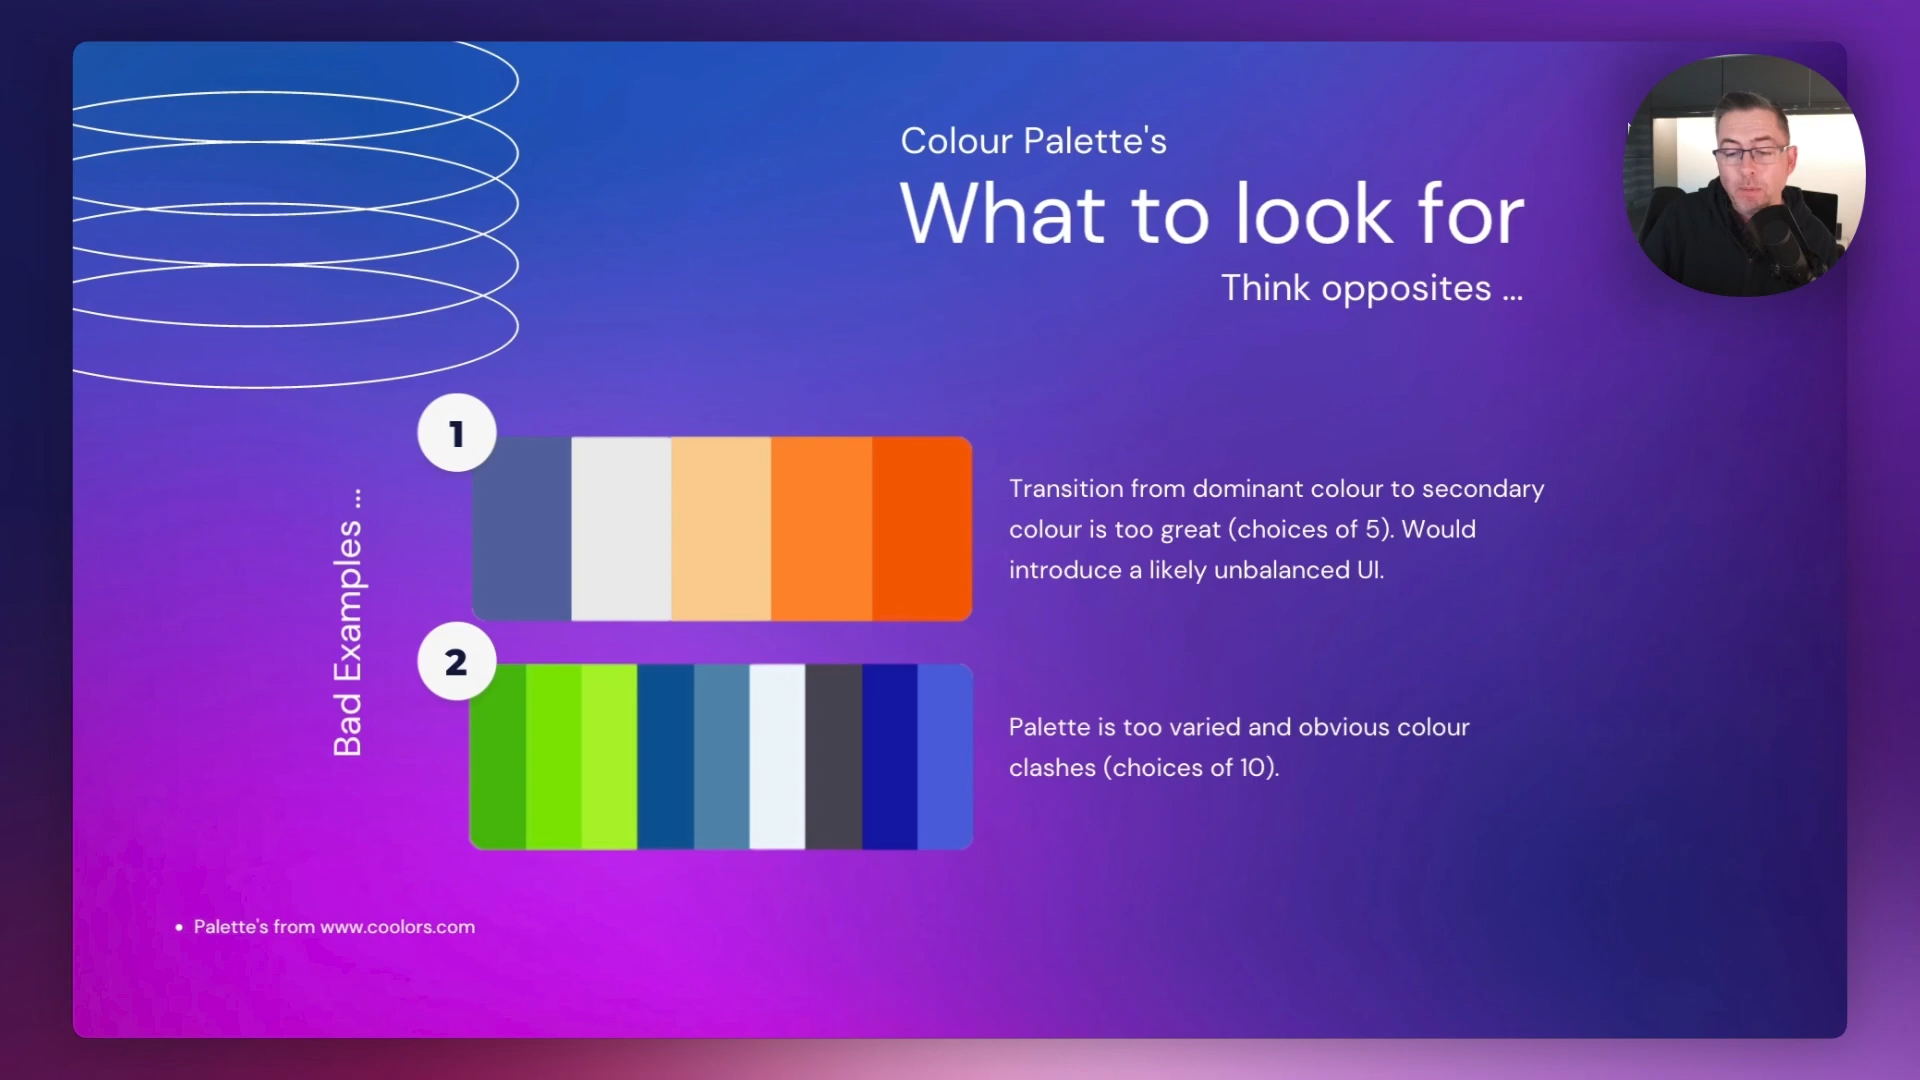 Colour Palette's
What to look for
Think opposites ...
Bad Examples ...
1
Transition from dominant colour to secondary
colour is too great (choices of 5). Would
introduce a likely unbalanced UI.
2
Palette is too varied and obvious colour
clashes (choices of 10).
• Palette's from www.coolors.com